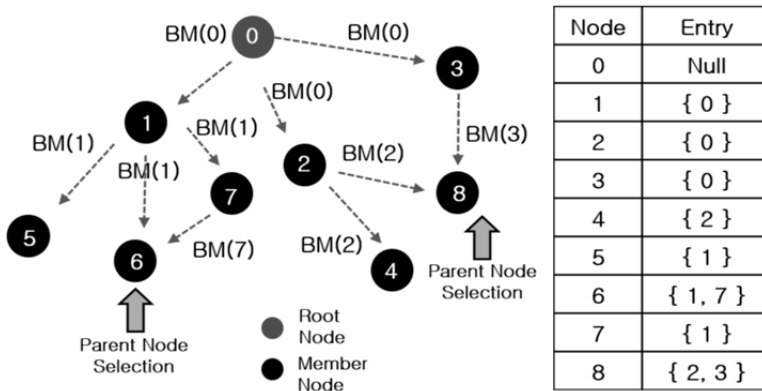 BM(0)
0
BM(0)
3
BM(0)
1
BM(1)
BM(1)
BM(1)
BM(3)
2
BM(2)
7
8
5
BM(7)
BM(2)
6
4
Parent Node
Selection
Parent Node
Selection
Root
Node
Member
Node
Node Entry
0 Null
1 { 0 }
2 { 0 }
3 { 0 }
4 { 2 }
5 { 1 }
6 { 1, 7 }
7 { 1 }
8 { 2, 3 }